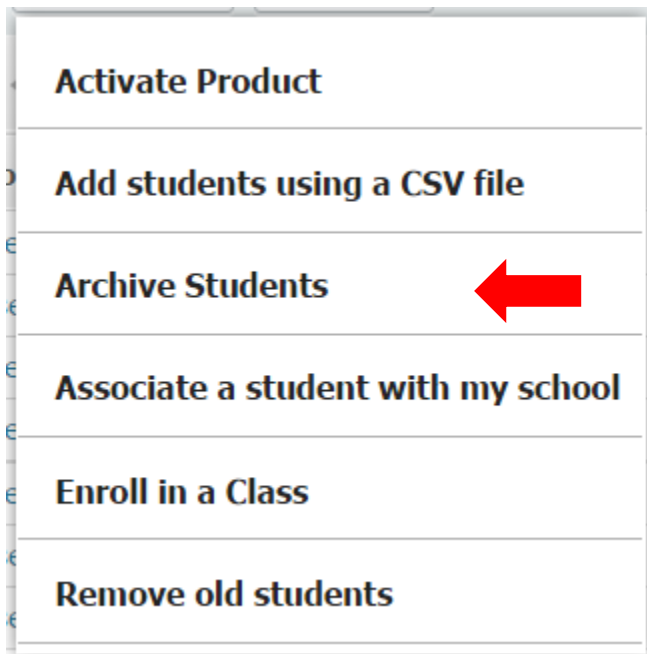 Activate Product
Add students using a CSV file
Archive Students
Associate a student with my school
Enroll in a Class
Remove old students